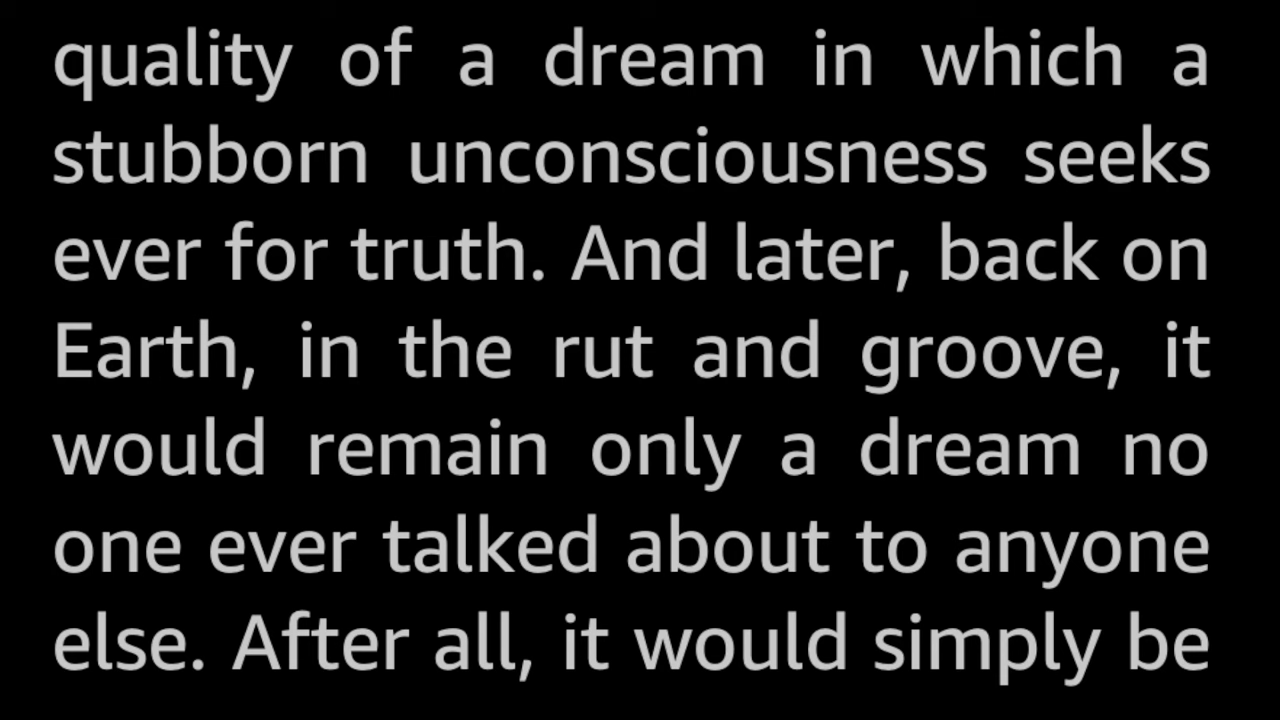 quality of a dream in which a
stubborn unconsciousness seeks
ever for truth. And later, back on
Earth, in the rut and groove, it
would remain only a dream no
one ever talked about to anyone
else. After all, it would simply be